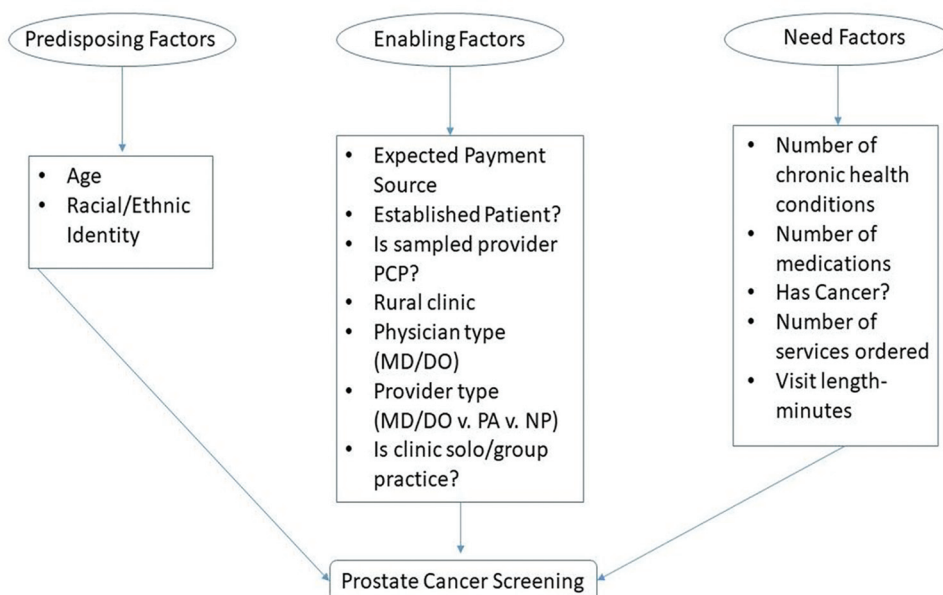 Predisposing Factors
Enabling Factors
Need Factors
• Age
• Racial/Ethnic
Identity
• Expected Payment
Source
• Established Patient?
• Is sampled provider
PCP?
• Rural clinic
• Physician type
(MD/DO)
• Provider type
(MD/DO v. PA v. NP)
• Is clinic solo/group
practice?
• Number of
chronic health
conditions
• Number of
medications
• Has Cancer?
• Number of
services ordered
• Visit length-
minutes
Prostate Cancer Screening